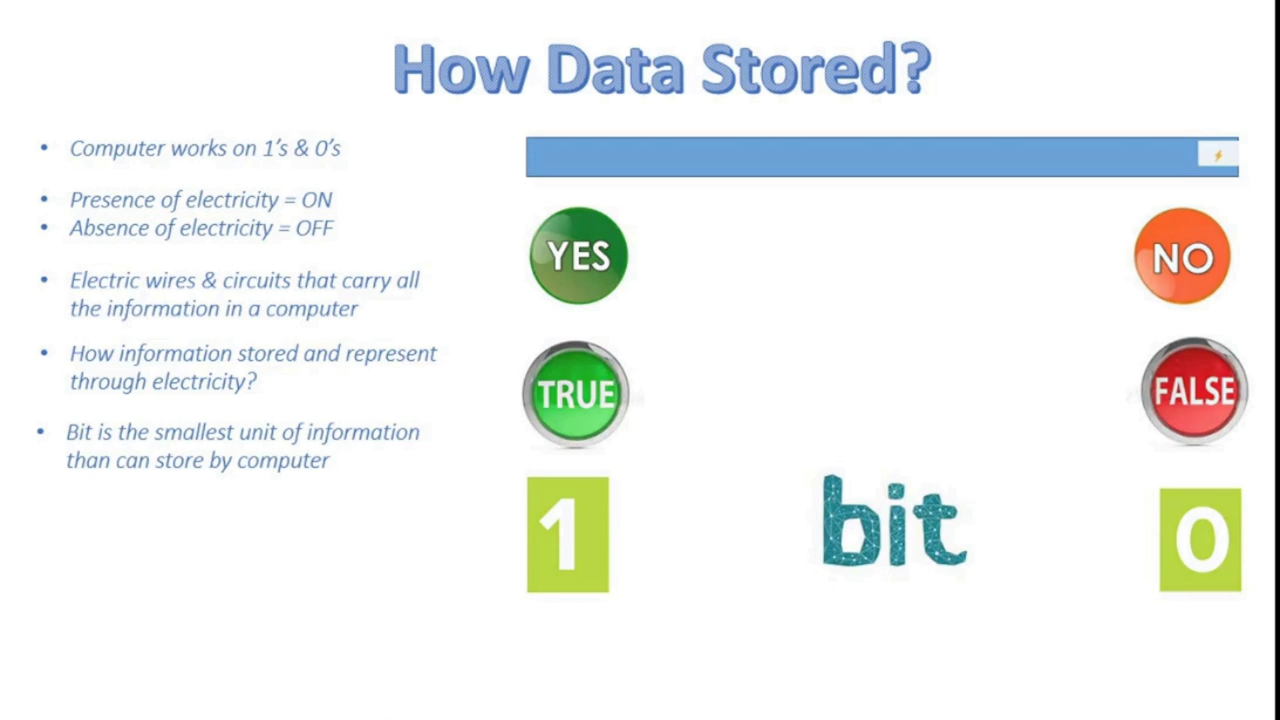 How Data Stored?
• Computer works on 1's & 0's
• Presence of electricity = ON
• Absence of electricity = OFF
• Electric wires & circuits that carry all
the information in a computer
• How information stored and represent
through electricity?
• Bit is the smallest unit of information
than can store by computer
YES
NO
TRUE
FALSE
1
bit
0